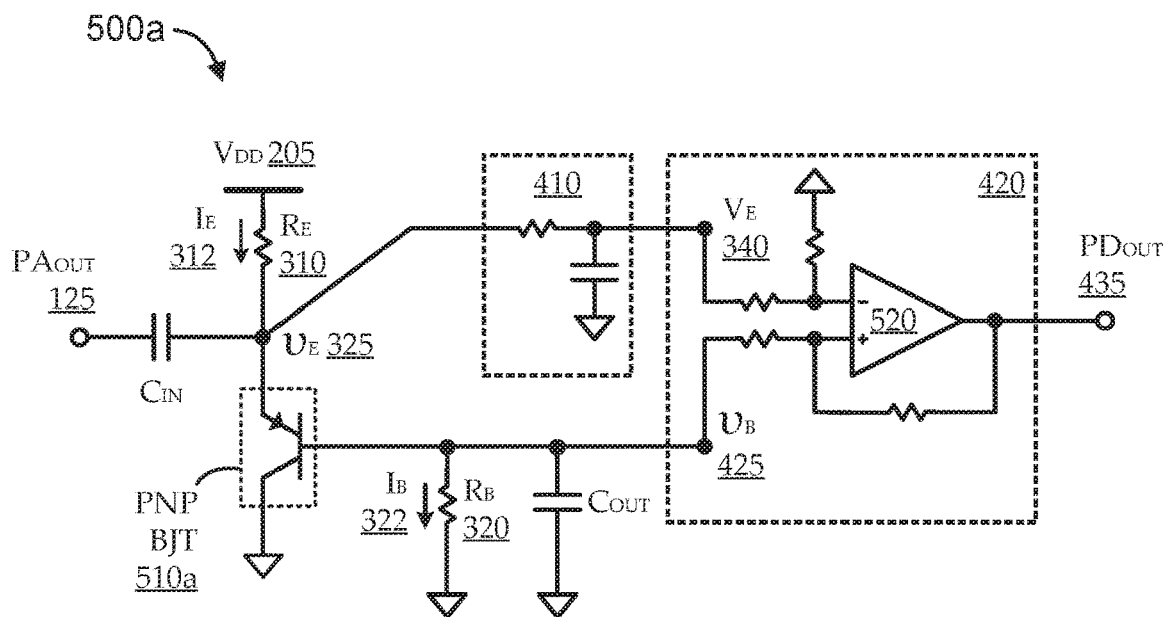 500a
VDD 205
IE
312
RE
310
PAOUT
125
CIN
υE 325
410
VE
340
420
520
PDOUT
435
υB
425
PNP
BJT
510a
IB
322
RB
320
COUT
-
+